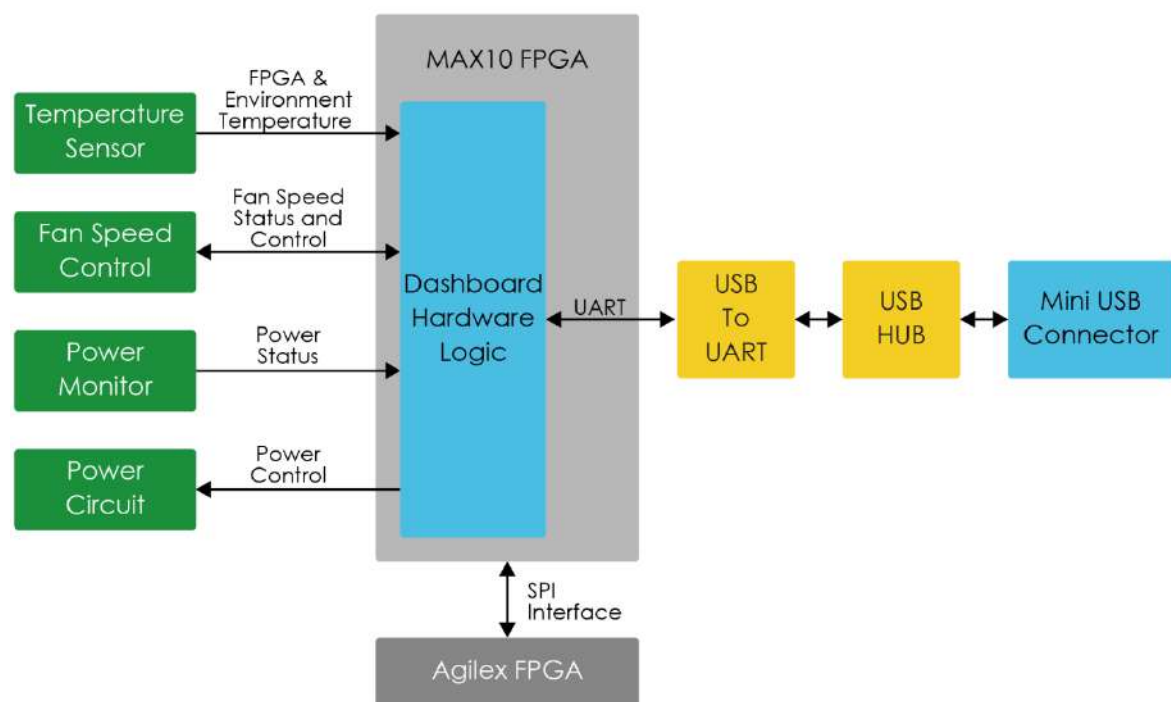 MAX10 FPGA
FPGA &
Environment
Temperature
Temperature
Sensor
Fan Speed
Status and
Control
Fan Speed
Control
Power
Status
Power
Monitor
Power
Control
Power
Circuit
Dashboard
Hardware
Logic
UART
USB
To
UART
USB
HUB
Mini USB
Connector
SPI
Interface
Agilex FPGA